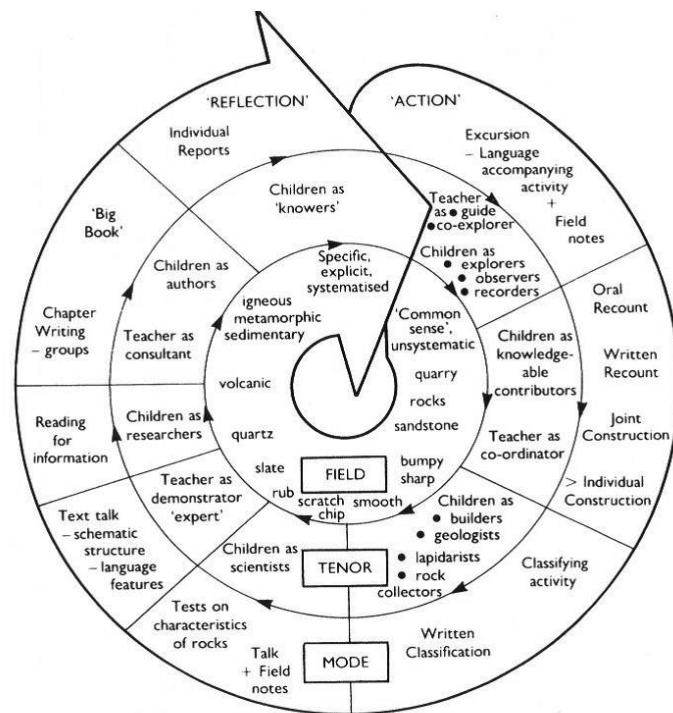 'REFLECTION'
'ACTION'
Individual
Reports
Excursion
– Language
accompanying
activity
+
Field
notes
Children as
'knowers'
Teacher
as • guide
• co-explorer
'Big
Book'
Children as
authors
Specific,
explicit,
systematised
Children as
• explorers
• observers
• recorders
Oral
Recount
igneous
metamorphic
sedimentary
'Common
sense',
unsystematic
Chapter
Writing
– groups
Teacher as
consultant
Children as
knowledge-
able
contributors
Written
Recount
volcanic
quarry
rocks
sandstone
Reading
for
information
Children as
researchers
Joint
Construction
quartz
Teacher as
co-ordinator
slate
FIELD
bumpy
sharp
> Individual
Construction
Teacher as
demonstrator
'expert'
rub
scratch
chip
smooth
Children as
• builders
• geologists
• lapidarists
• rock
collectors
Text talk
– schematic
structure
– language
features
Children as
scientists
TENOR
Classifying
activity
Tests on
characteristics
of rocks
Talk
+ Field
notes
MODE
Written
Classification